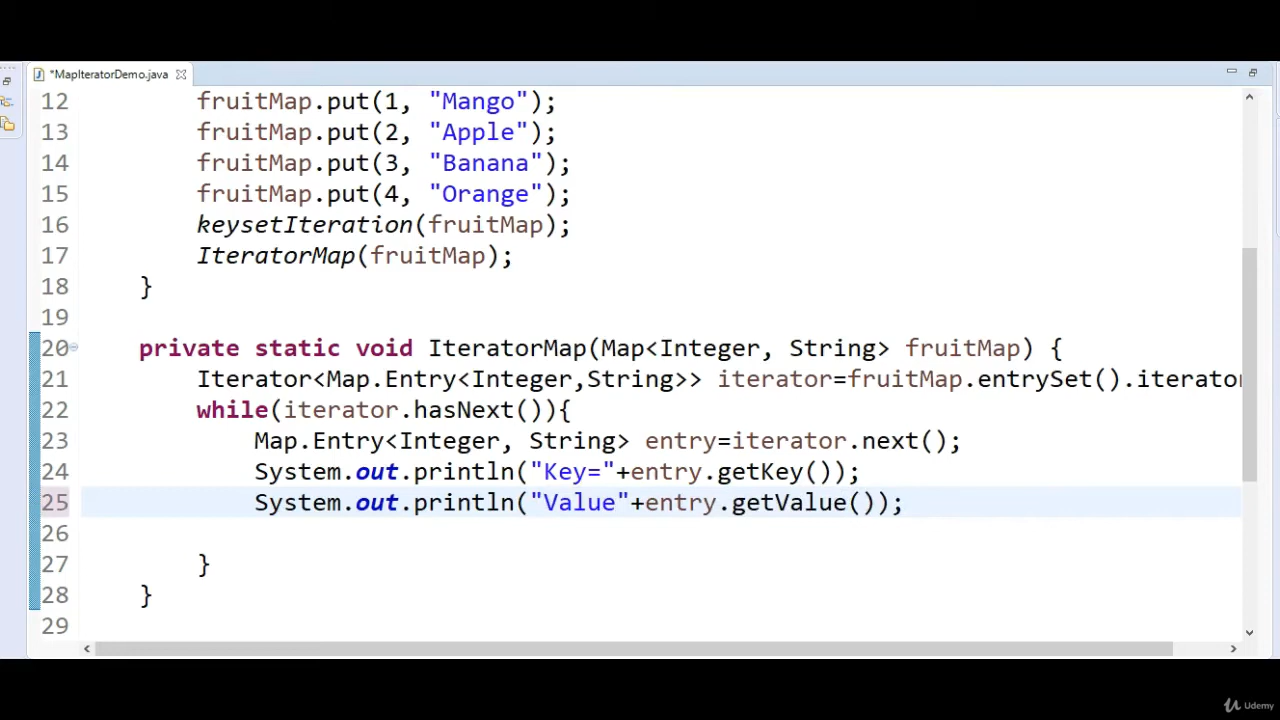 *MapIteratorDemo.java
12 fruitMap.put(1, "Mango");
13 fruitMap.put(2, "Apple");
14 fruitMap.put(3, "Banana");
15 fruitMap.put(4, "Orange");
16 keysetIteration(fruitMap);
17 IteratorMap(fruitMap);
18 }
19
20 private static void IteratorMap(Map<Integer, String> fruitMap) {
21 Iterator<Map.Entry<Integer,String>> iterator=fruitMap.entrySet().iterator
22 while(iterator.hasNext()){
23 Map.Entry<Integer, String> entry=iterator.next();
24 System.out.println("Key="+entry.getKey());
25 System.out.println("Value"+entry.getValue());
26
27 }
28 }
29
Udemy